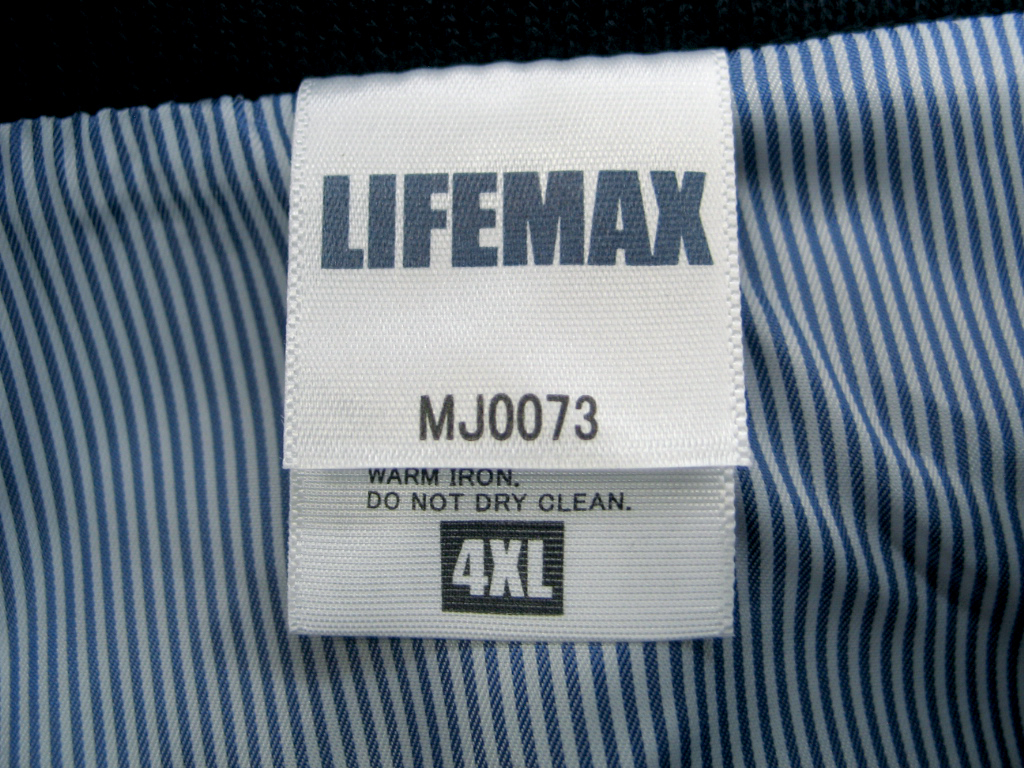 LIFEMAX
MJ0073
WARM IRON.
DO NOT DRY CLEAN.
4XL